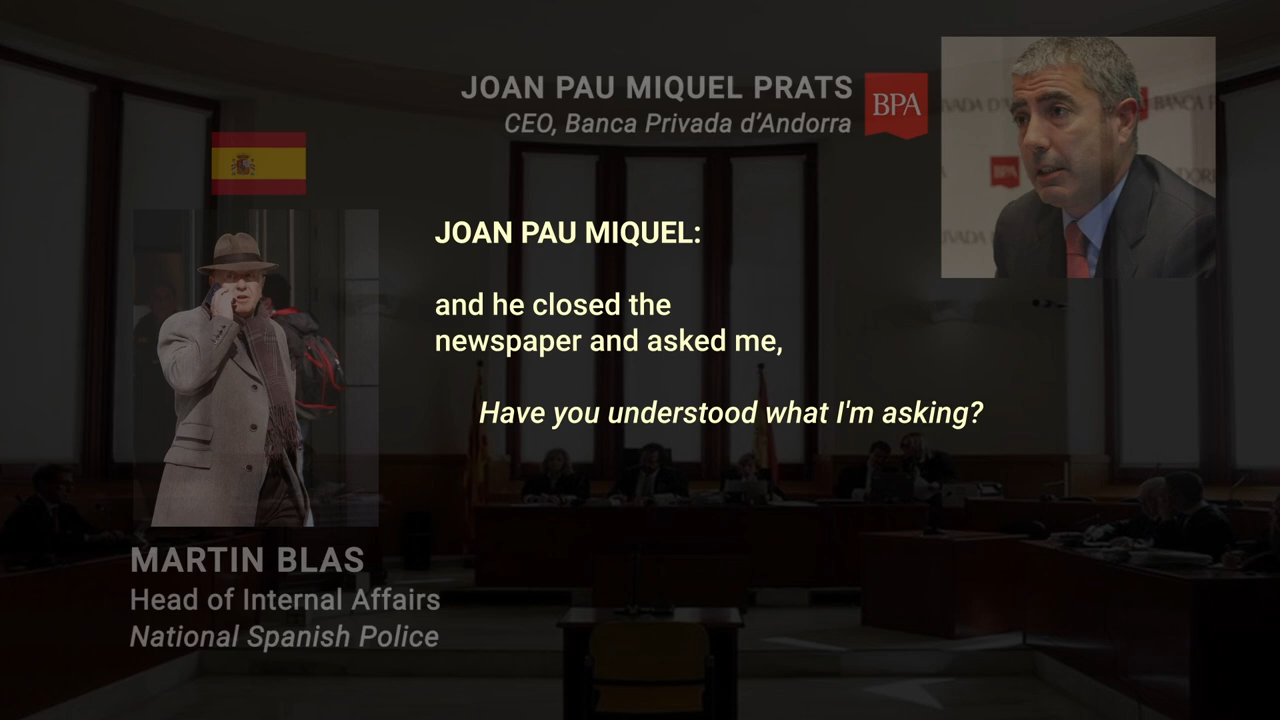 JOAN PAU MIQUEL PRATS
CEO, Banca Privada d’Andorra
BPA
JOAN PAU MIQUEL:
and he closed the
newspaper and asked me,
Have you understood what I'm asking?
MARTIN BLAS
Head of Internal Affairs
National Spanish Police